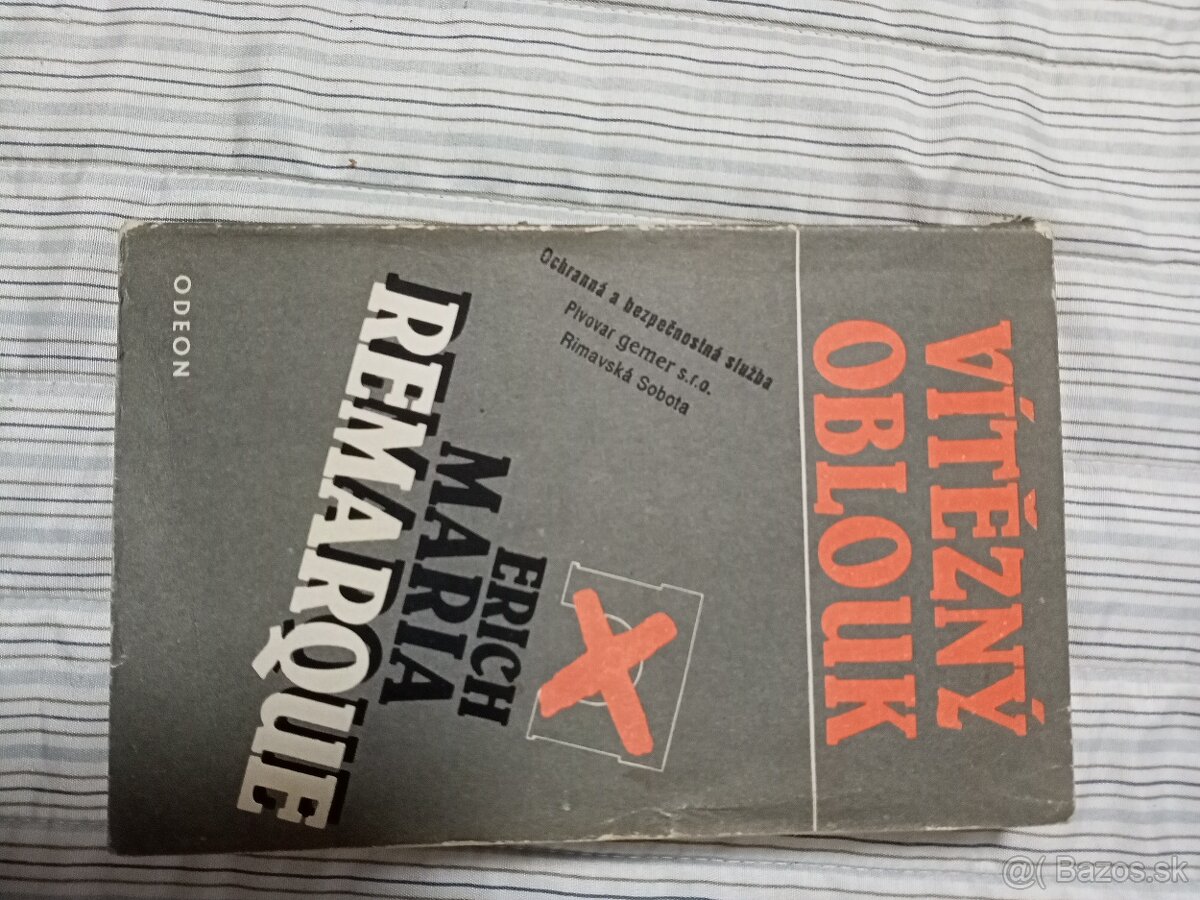 VÍTĚZNÝ
OBLOUK
Ochranná a bezpečnostná služba
Pivovar gemer s.r.o.
Rimavská Sobota
ERICH
MARIA
REMARQUE
ODEON
@( Bazos.sk